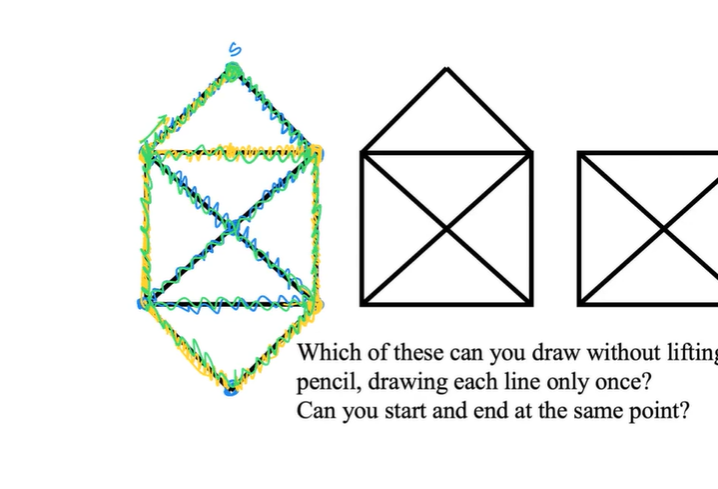 S
Which of these can you draw without lifting
pencil, drawing each line only once?
Can you start and end at the same point?